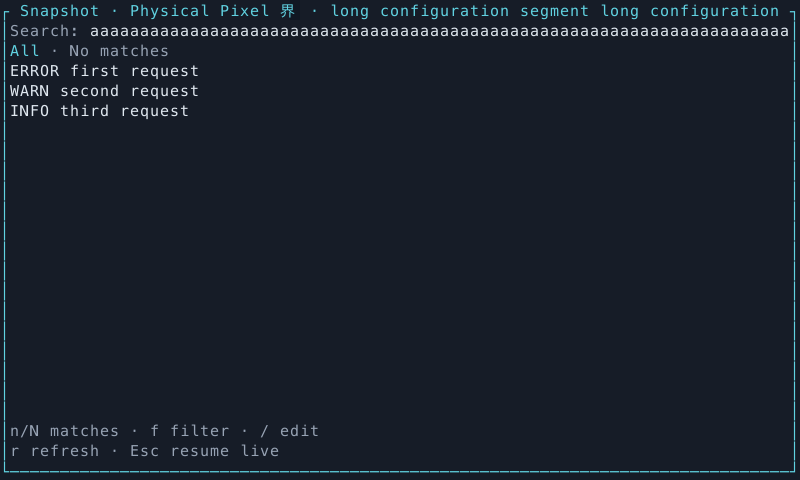 Snapshot · Physical Pixel 界 · long configuration segment long configuration
Search: aaaaaaaaaaaaaaaaaaaaaaaaaaaaaaaaaaaaaaaaaaaaaaaaaaaaaaaaaaaaaaaaaaaaaa
All · No matches
ERROR first request
WARN second request
INFO third request
n/N matches · f filter · / edit
r refresh · Esc resume live